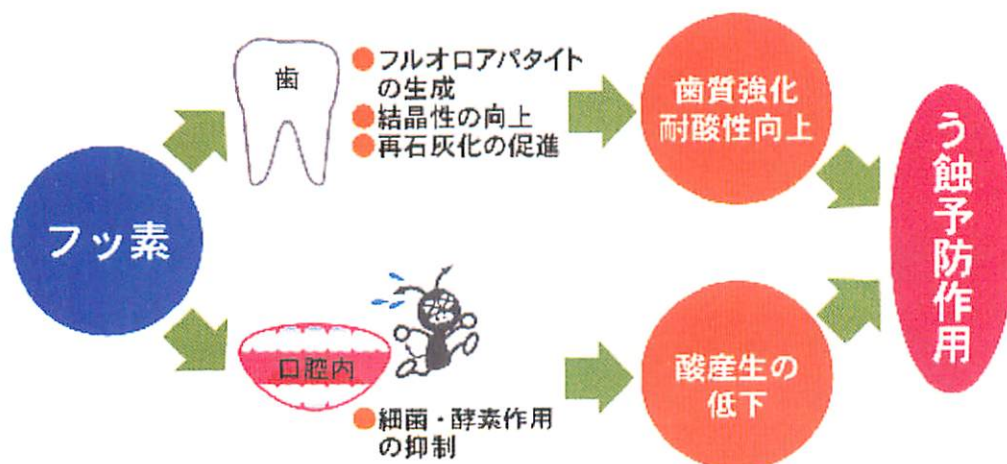 フッ素
歯
●フルオロアパタイト
の生成
●結晶性の向上
●再石灰化の促進
歯質強化
耐酸性向上
口腔内
●細菌・酵素作用
の抑制
酸産生の
低下
う蝕予防作用